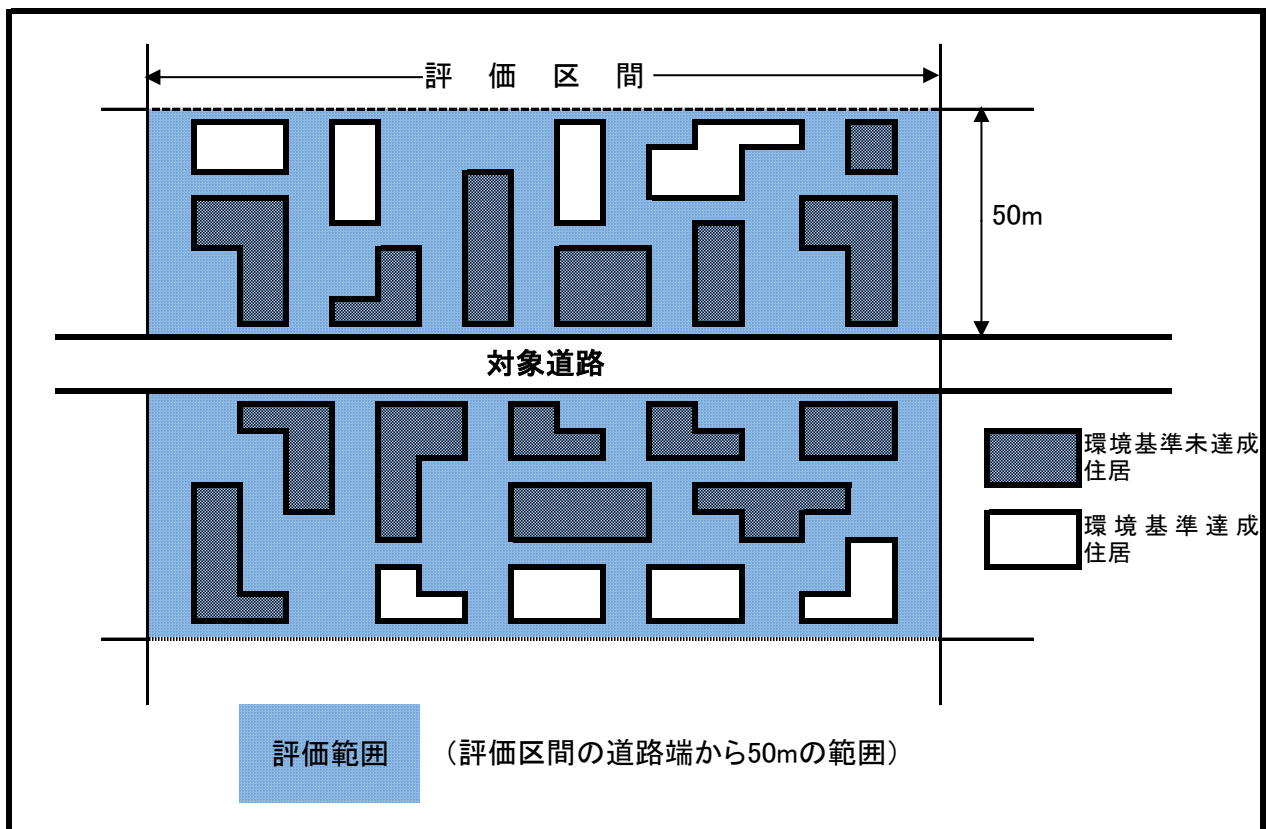 評価区間
50m
対象道路
環境基準未達成
住居
環境基準達成
住居
評価範囲 (評価区間の道路端から50mの範囲)